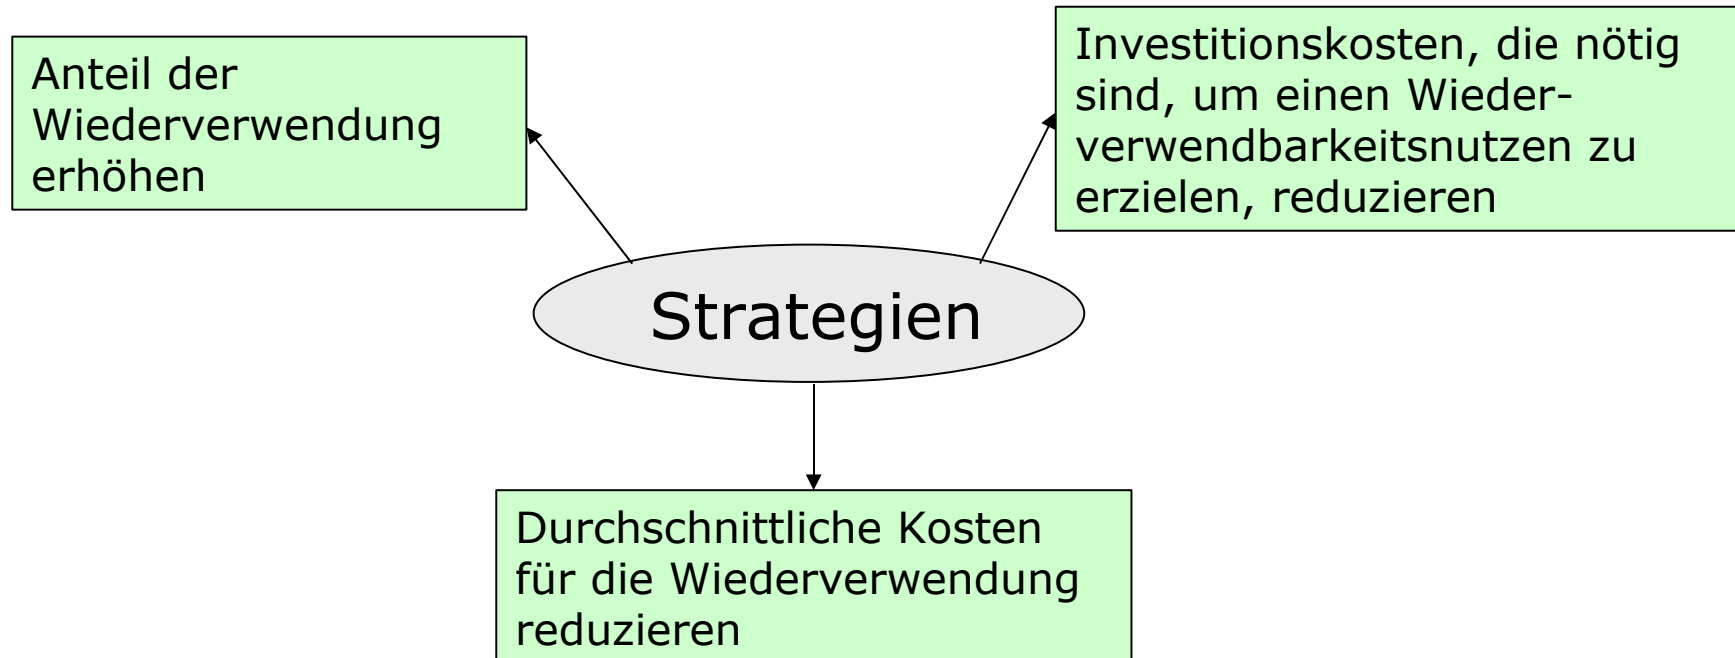 Anteil der
Wiederverwendung
erhöhen
Investitionskosten, die nötig
sind, um einen Wieder-
verwendbarkeitsnutzen zu
erzielen, reduzieren
Strategien
Durchschnittliche Kosten
für die Wiederverwendung
reduzieren